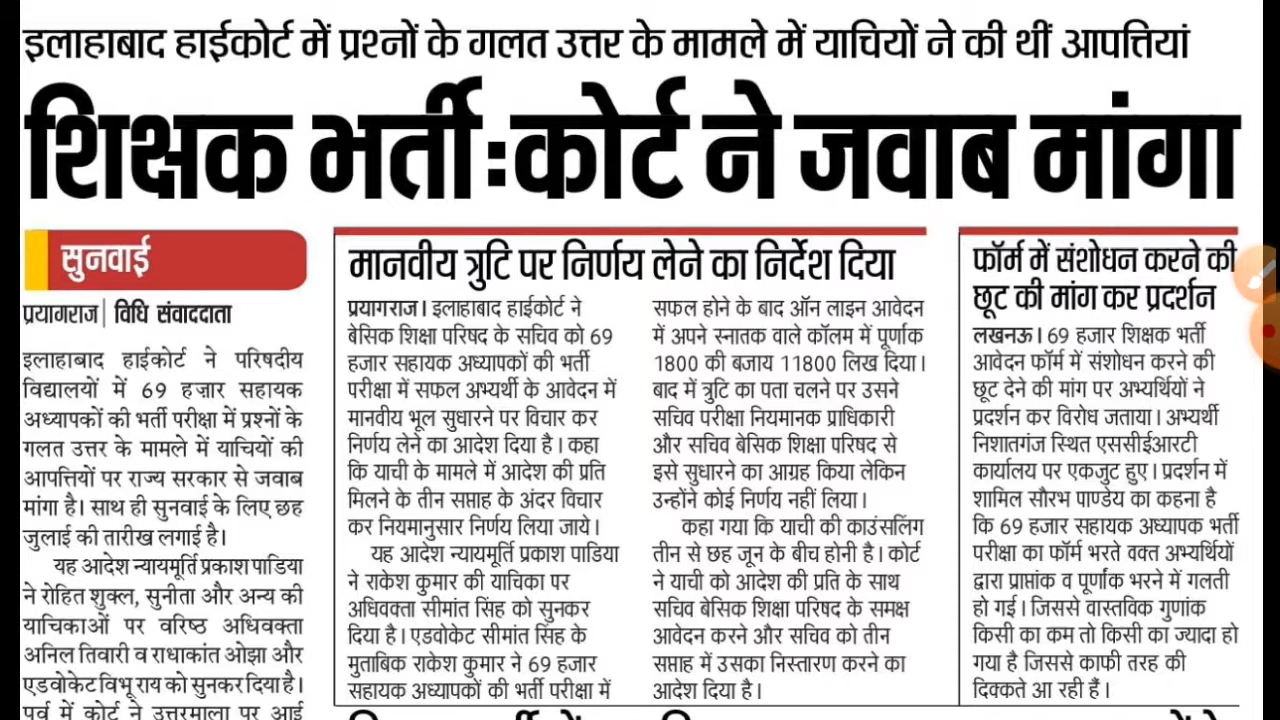 इलाहाबाद हाईकोर्ट में प्रश्नों के गलत उत्तर के मामले में याचियों ने की थीं आपत्तियां
शिक्षक भर्ती:कोर्ट ने जवाब मांगा
सुनवाई
प्रयागराज| विधि संवाददाता
इलाहाबाद हाईकोर्ट ने परिषदीय
विद्यालयों में 69 हजार सहायक
अध्यापकों की भर्ती परीक्षा में प्रश्नों के
गलत उत्तर के मामले में याचियों की
आपत्तियों पर राज्य सरकार से जवाब
मांगा है। साथ ही सुनवाई के लिए छह
जुलाई की तारीख लगाई है।
यह आदेश न्यायमूर्ति प्रकाश पाडिया
ने रोहित शुक्ल, सुनीता और अन्य की
याचिकाओं पर वरिष्ठ अधिवक्ता
अनिल तिवारी व राधाकांत ओझा और
एडवोकेट विभू राय को सुनकर दिया है।
पूर्व में कोर्ट ने उत्तरमाला पर आई
मानवीय त्रुटि पर निर्णय लेने का निर्देश दिया
प्रयागराज। इलाहाबाद हाईकोर्ट ने
बेसिक शिक्षा परिषद के सचिव को 69
हजार सहायक अध्यापकों की भर्ती
परीक्षा में सफल अभ्यर्थी के आवेदन में
मानवीय भूल सुधारने पर विचार कर
निर्णय लेने का आदेश दिया है। कहा
कि याची के मामले में आदेश की प्रति
मिलने के तीन सप्ताह के अंदर विचार
कर नियमानुसार निर्णय लिया जाये।
यह आदेश न्यायमूर्ति प्रकाश पाडिया
ने राकेश कुमार की याचिका पर
अधिवक्ता सीमांत सिंह को सुनकर
दिया है। एडवोकेट सीमांत सिंह के
मुताबिक राकेश कुमार ने 69 हजार
सहायक अध्यापकों की भर्ती परीक्षा में
सफल होने के बाद ऑन लाइन आवेदन
में अपने स्नातक वाले कॉलम में पूर्णांक
1800 की बजाय 11800 लिख दिया।
बाद में त्रुटि का पता चलने पर उसने
सचिव परीक्षा नियमानक प्राधिकारी
और सचिव बेसिक शिक्षा परिषद से
इसे सुधारने का आग्रह किया लेकिन
उन्होंने कोई निर्णय नहीं लिया।
कहा गया कि याची की काउंसलिंग
तीन से छह जून के बीच होनी है। कोर्ट
ने याची को आदेश की प्रति के साथ
सचिव बेसिक शिक्षा परिषद के समक्ष
आवेदन करने और सचिव को तीन
सप्ताह में उसका निस्तारण करने का
आदेश दिया है।
फॉर्म में संशोधन करने की
छूट की मांग कर प्रदर्शन
लखनऊ। 69 हजार शिक्षक भर्ती
आवेदन फॉर्म में संशोधन करने की
छूट देने की मांग पर अभ्यर्थियों ने
प्रदर्शन कर विरोध जताया। अभ्यर्थी
निशातगंज स्थित एससीईआरटी
कार्यालय पर एकजुट हुए। प्रदर्शन में
शामिल सौरभ पाण्डेय का कहना है
कि 69 हजार सहायक अध्यापक भर्ती
परीक्षा का फॉर्म भरते वक्त अभ्यर्थियों
द्वारा प्राप्तांक व पूर्णांक भरने में गलती
हो गई। जिससे वास्तविक गुणांक
किसी का कम तो किसी का ज्यादा हो
गया है जिससे काफी तरह की
दिक्कते आ रही हैं।